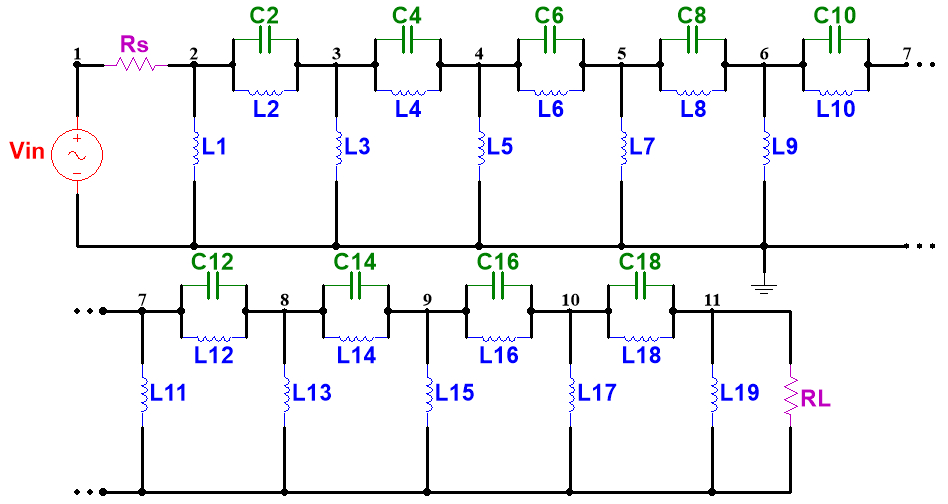 C2 C4 C6 C8 C10
1 Rs 2 3 4 5 6 7
L2 L4 L6 L8 L10
Vin + − L1 L3 L5 L7 L9
C12 C14 C16 C18
7 8 9 10 11
L12 L14 L16 L18
L11 L13 L15 L17 L19 RL